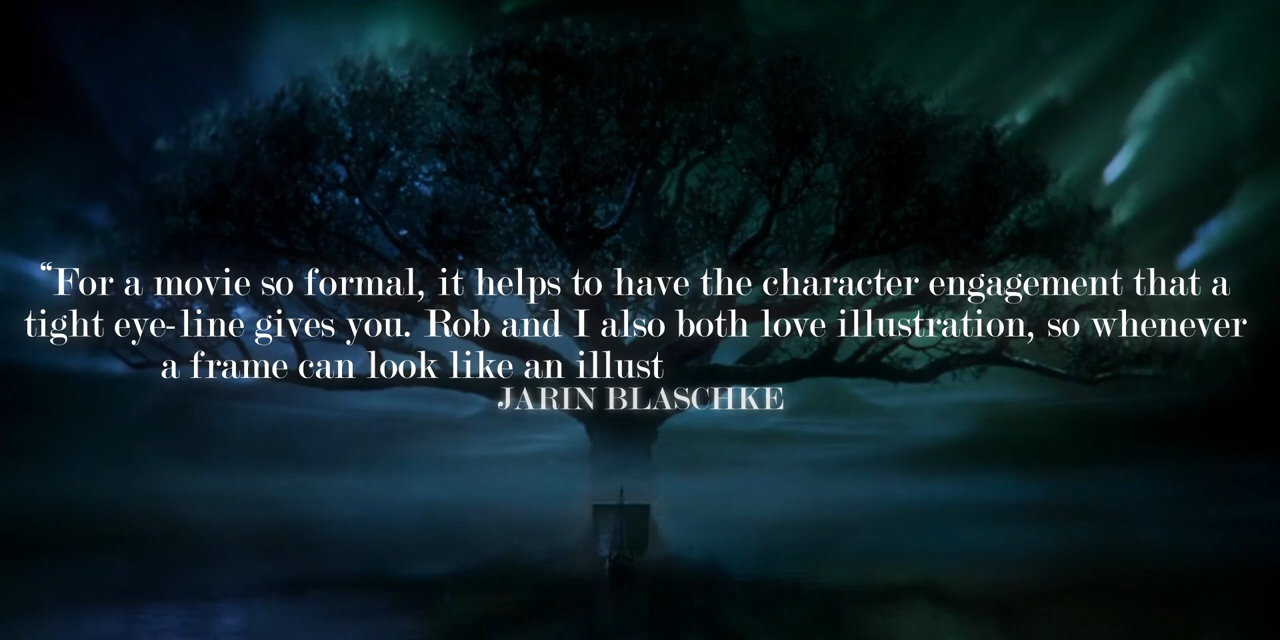 “For a movie so formal, it helps to have the character engagement that a
tight eye-line gives you. Rob and I also both love illustration, so whenever
a frame can look like an illust
JARIN BLASCHKE